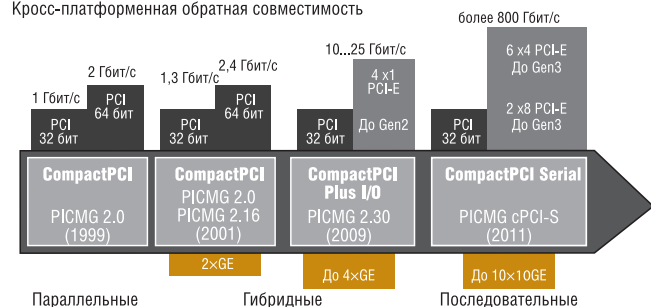 Кросс-платформенная обратная совместимость
более 800 Гбит/с
10...25 Гбит/с
6 x4 PCI-E
До Gen3
2 x8 PCI-E
До Gen3
2 Гбит/с
1,3 Гбит/с
2,4 Гбит/с
4 x1
PCI-E
До Gen2
1 Гбит/с
PCI
32 бит
PCI
64 бит
PCI
32 бит
PCI
64 бит
PCI
32 бит
PCI
32 бит
CompactPCI
PICMG 2.0
(1999)
CompactPCI
PICMG 2.0
PICMG 2.16
(2001)
CompactPCI
Plus I/O
PICMG 2.30
(2009)
CompactPCI Serial
PICMG cPCI-S
(2011)
2×GE
До 4×GE
До 10×10GE
Параллельные
Гибридные
Последовательные